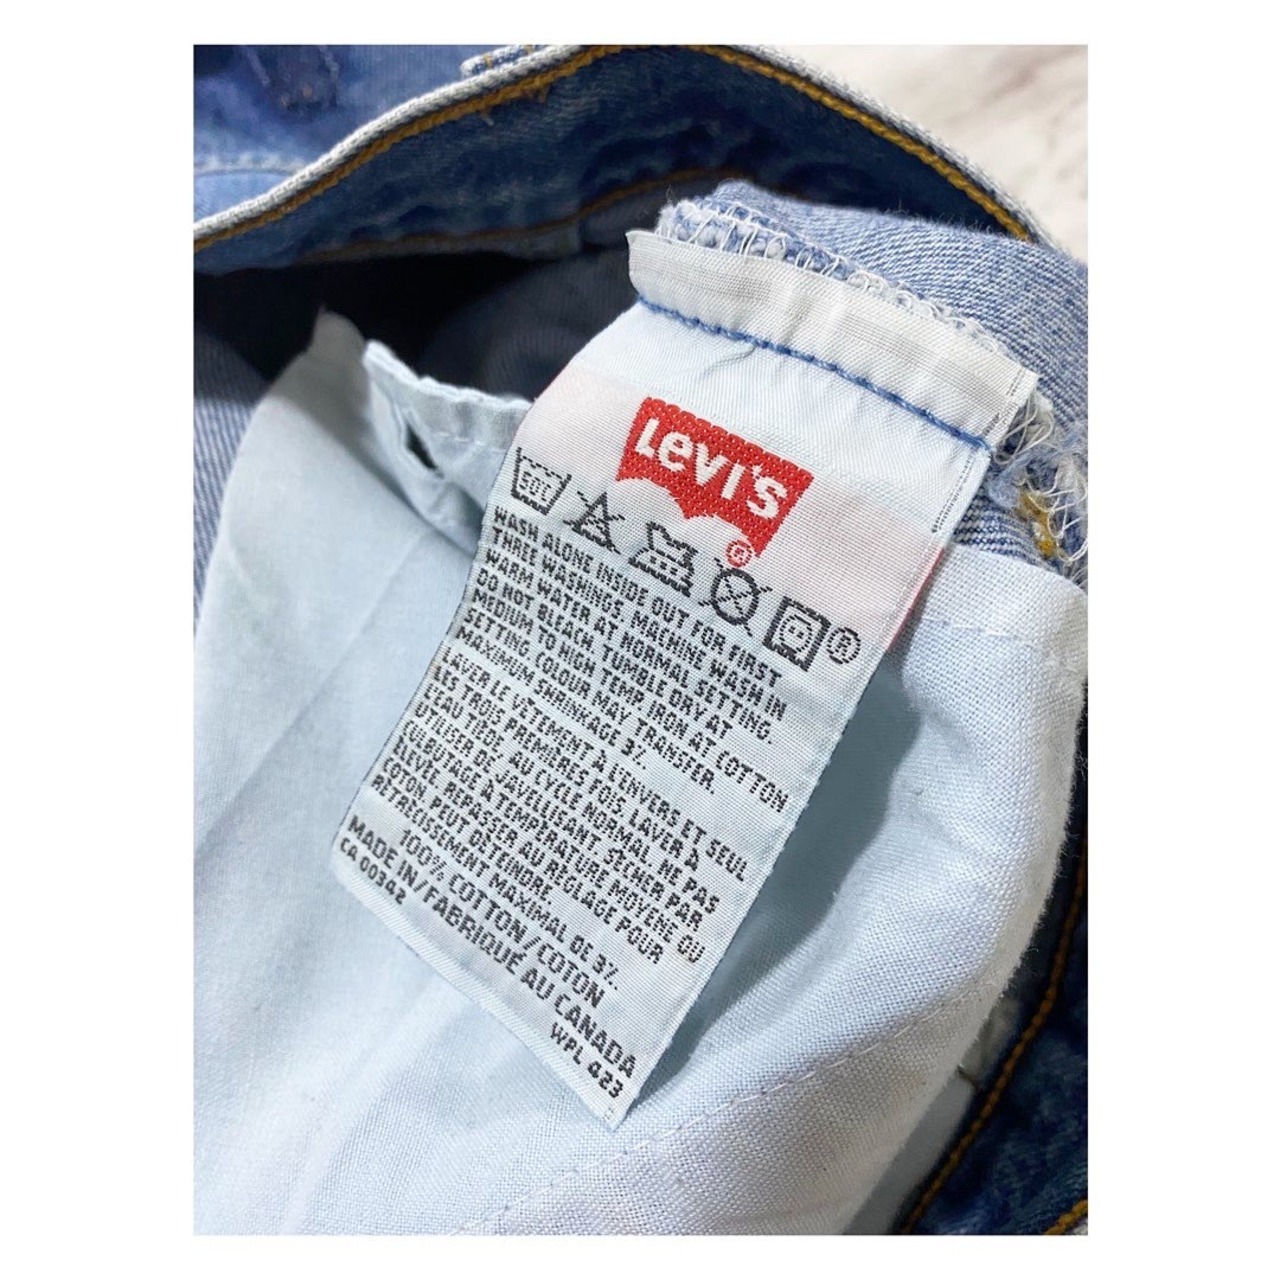 Levi's
®
50C
®
WASH ALONE INSIDE OUT FOR FIRST
THREE WASHINGS. MACHINE WASH IN
WARM WATER AT NORMAL SETTING.
DO NOT BLEACH. TUMBLE DRY AT
MEDIUM TO HIGH TEMP. IRON AT COTTON
SETTING. COLOUR MAY TRANSFER.
MAXIMUM SHRINKAGE 3%.
LAVER LE VÊTEMENT À L'ENVERS ET SEUL
LES TROIS PREMIÈRES FOIS. LAVER À
L'EAU TIÈDE, AU CYCLE NORMAL. NE PAS
UTILISER DE JAVELLISANT. SÉCHER PAR
CULBUTAGE À TEMPÉRATURE MOYENNE OU
ÉLEVÉE. REPASSER AU RÉGLAGE POUR
COTON. PEUT DÉTEINDRE.
RÉTRÉCISSEMENT MAXIMAL DE 3%.
100% COTTON/COTON
MADE IN/FABRIQUÉ AU CANADA
CA 00342 WPL 423